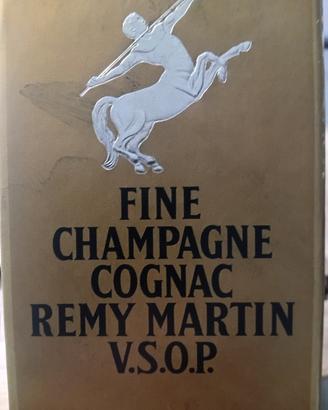 FINE
CHAMPAGNE
COGNAC
REMY MARTIN
V.S.O.P.